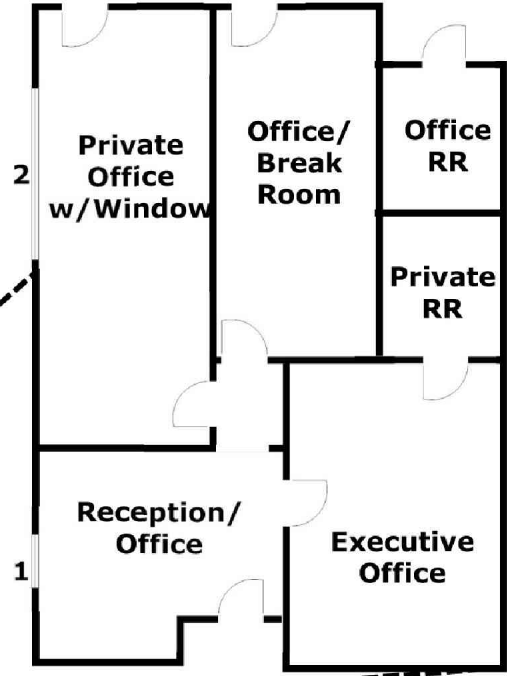 Private
Office
w/Window
Office/
Break
Room
Office
RR
2
Private
RR
Reception/
Office
1
Executive
Office